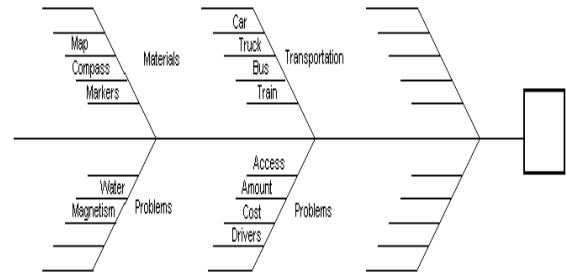 Car
Map
Truck
Materials
Transportation
Compass
Bus
Markers
Train
Access
Water
Amount
Magnetism
Problems
Cost
Problems
Drivers